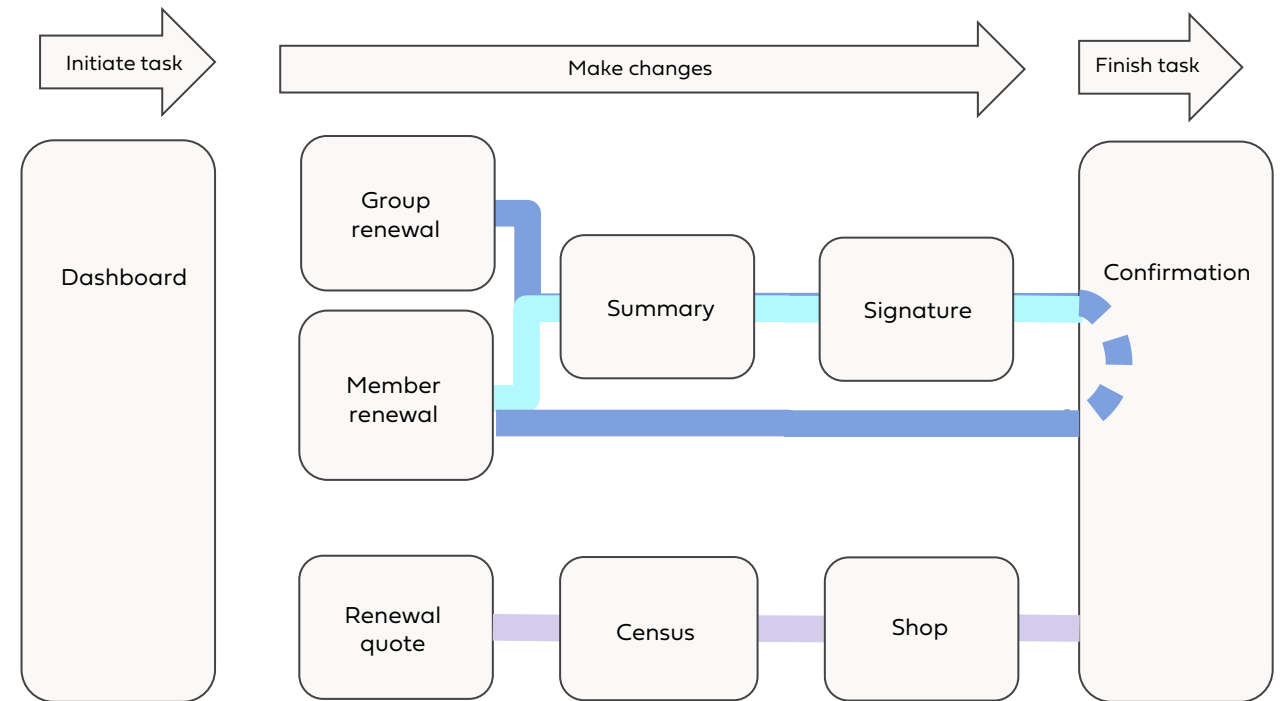 Initiate task
Make changes
Finish task
Dashboard
Group
renewal
Member
renewal
Summary
Signature
Confirmation
Renewal
quote
Census
Shop